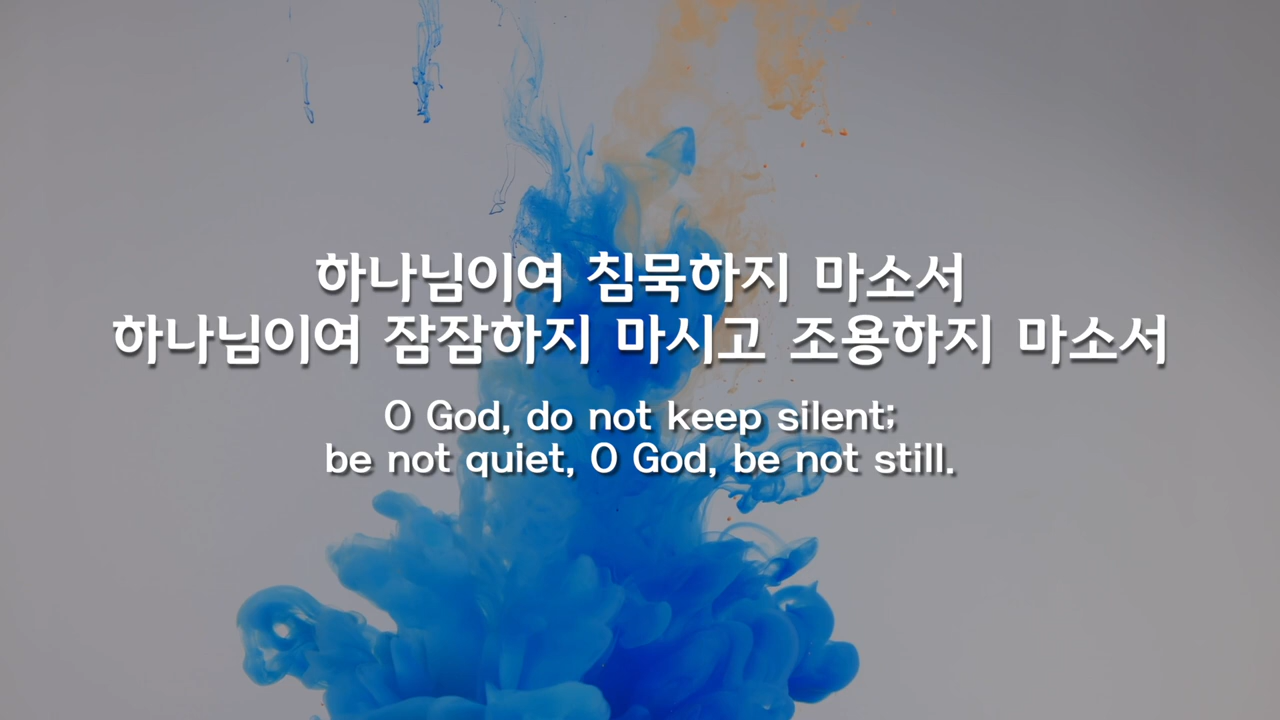 하나님이여 침묵하지 마소서
하나님이여 잠잠하지 마시고 조용하지 마소서
O God, do not keep silent;
be not quiet, O God, be not still.